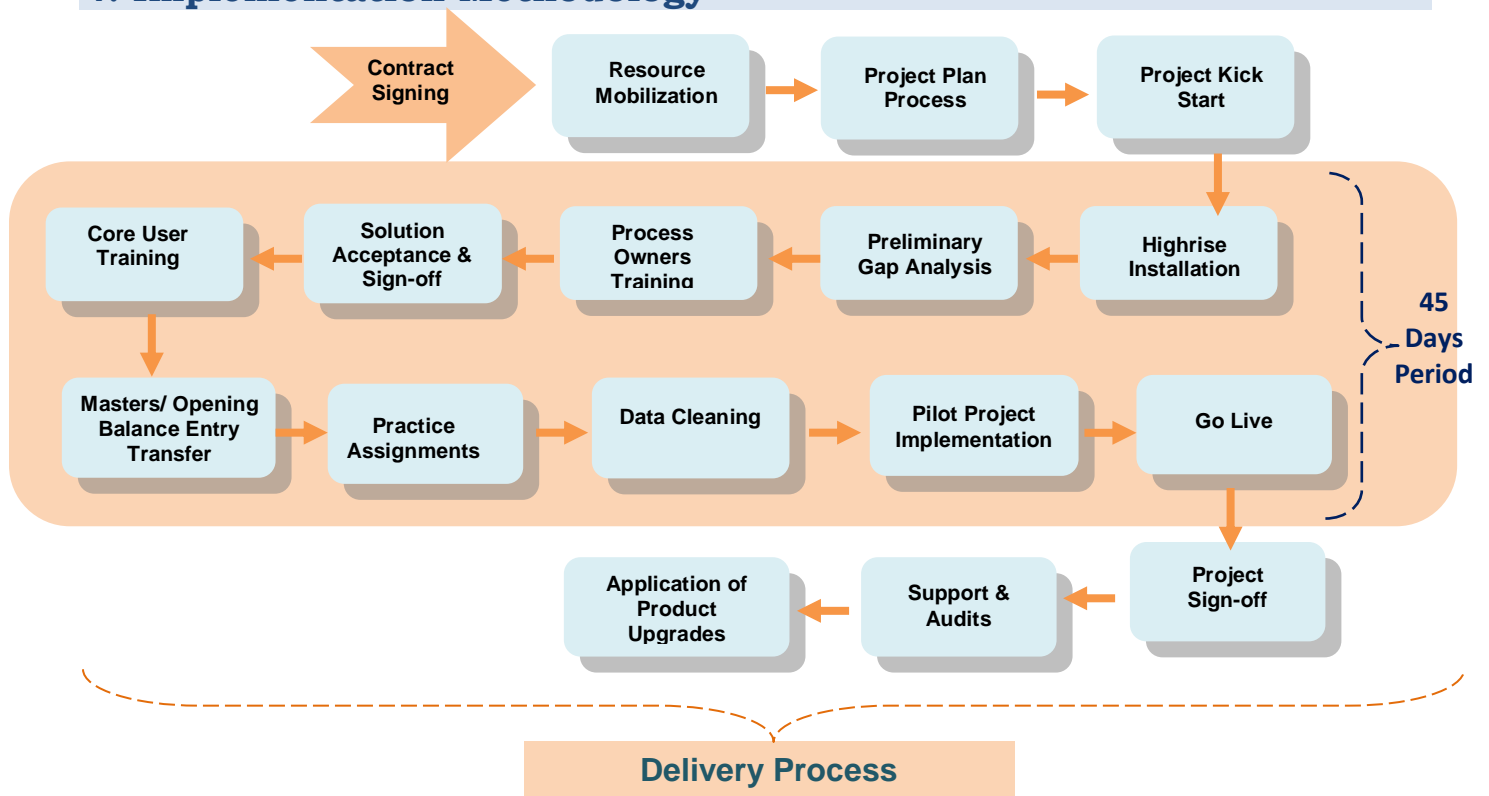 Implementation Methodology
Contract
Signing
Resource
Mobilization
Project Plan
Process
Project Kick
Start
Core User
Training
Solution
Acceptance &
Sign-off
Process
Owners
Training
Preliminary
Gap Analysis
Highrise
Installation
45
Days
Period
Masters/ Opening
Balance Entry
Transfer
Practice
Assignments
Data Cleaning
Pilot Project
Implementation
Go Live
Application of
Product
Upgrades
Support &
Audits
Project
Sign-off
Delivery Process